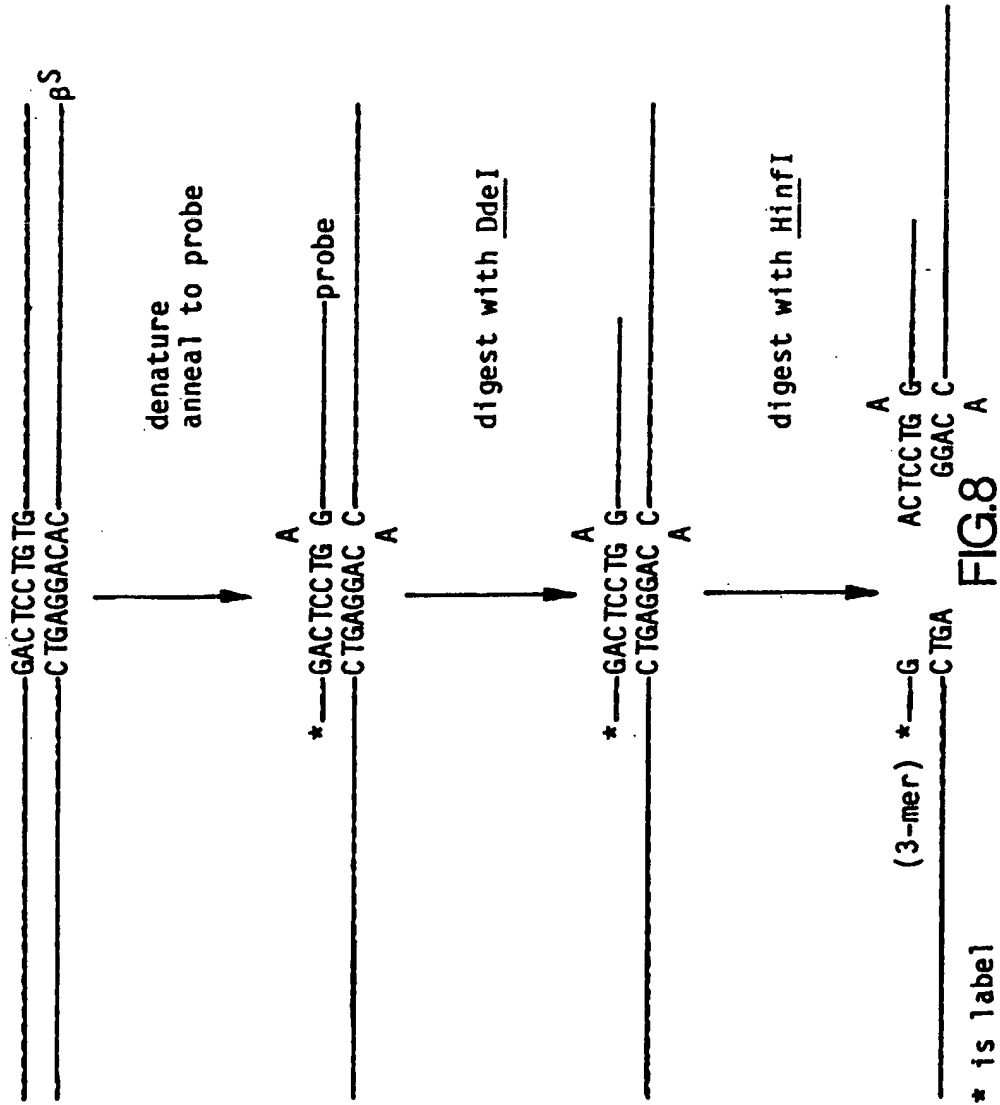 GACTCCTGTG
CTGAGGACAC βS
denature
anneal to probe
A
* GACTCCTG G probe
CTGAGGAC C
A
digest with DdeI
A
* GACTCCTG G
CTGAGGAC C
A
digest with HinfI
A
(3-mer) * G ACTCCTG G
CTGA GGAC C
A
* is label
FIG.8